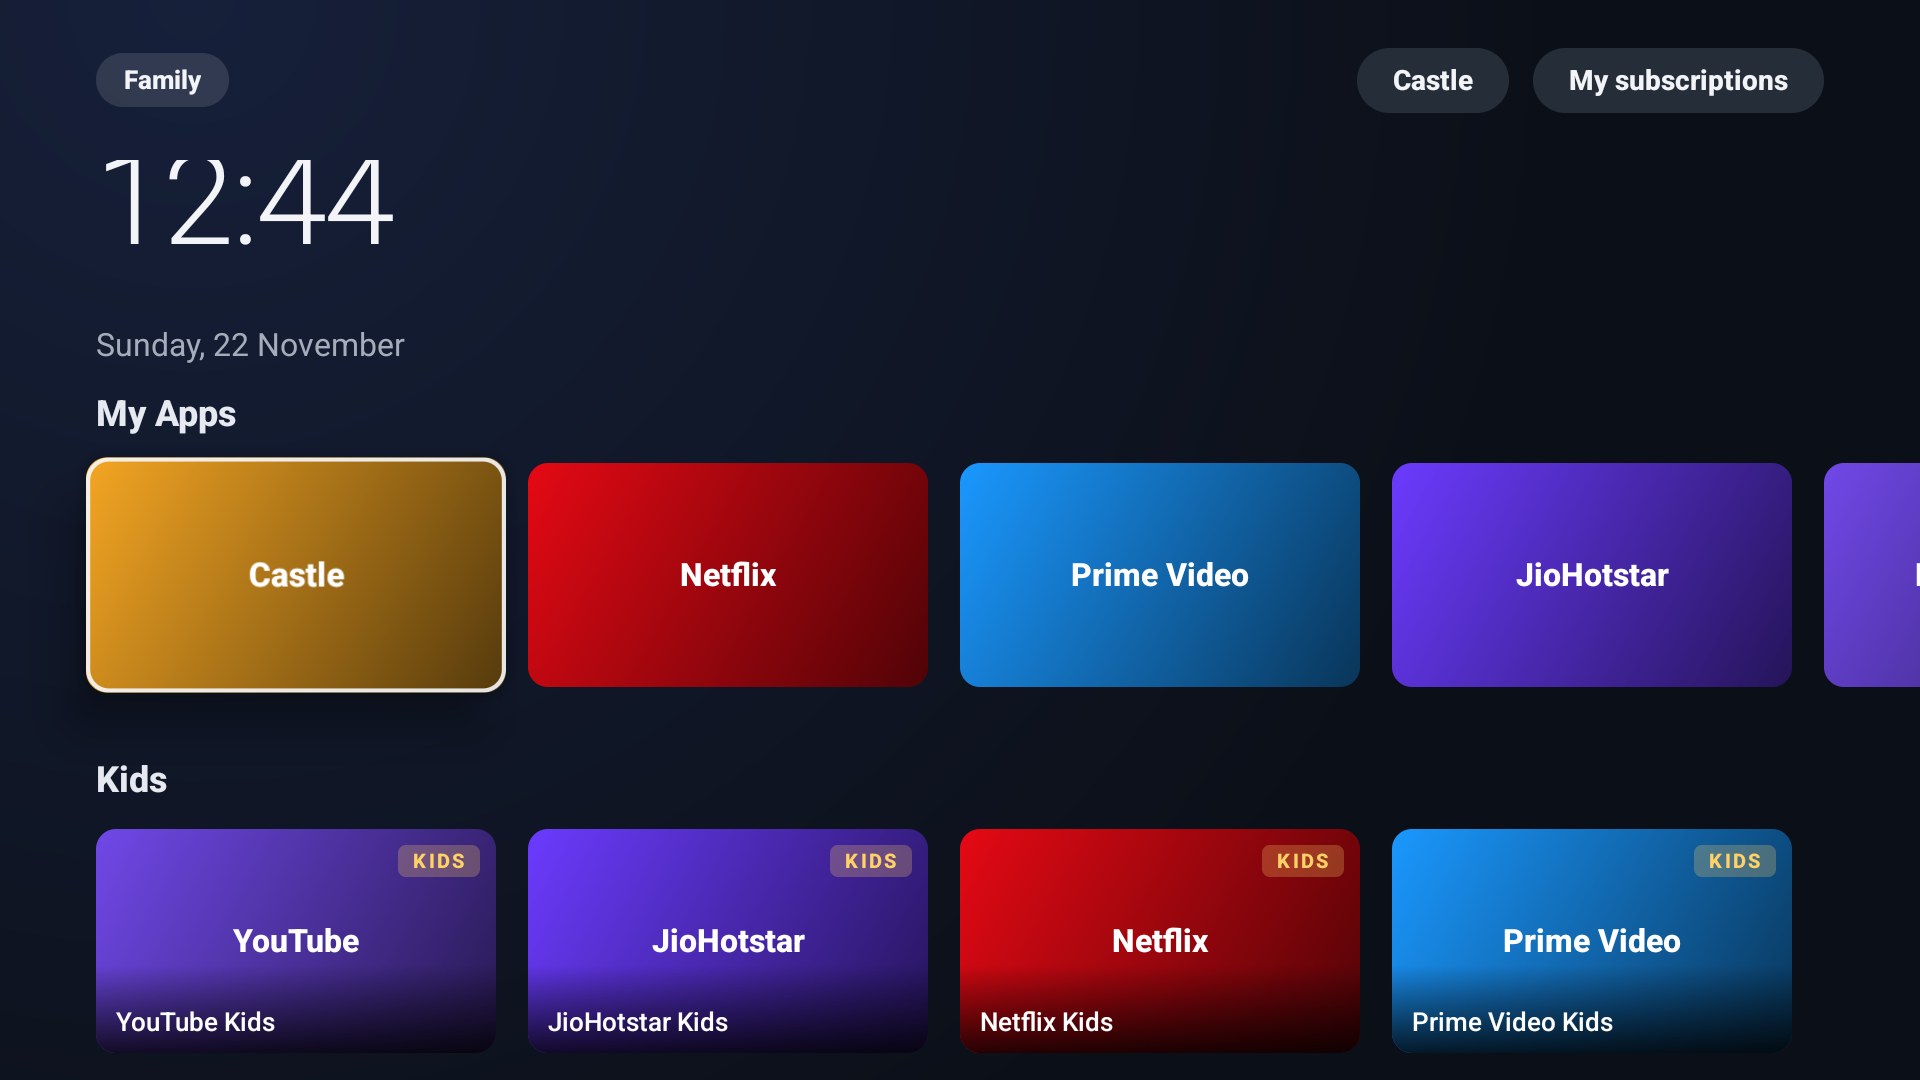 Family
Castle
My subscriptions
12:44
Sunday, 22 November
My Apps
Castle
Netflix
Prime Video
JioHotstar
Kids
KIDS
YouTube
YouTube Kids
KIDS
JioHotstar
JioHotstar Kids
KIDS
Netflix
Netflix Kids
KIDS
Prime Video
Prime Video Kids